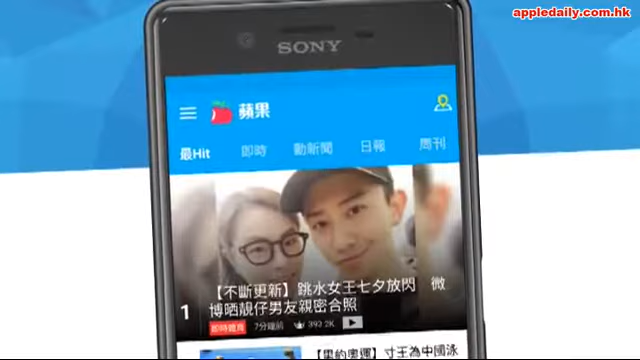 appledaily.com.hk
SONY
蘋果
最Hit
即時
動新聞
日報
周刊
【不斷更新】跳水女王七夕放閃 微
博晒靚仔男友親密合照
1
即時體育
7分鐘前
393.2K
【里約奧運】寸王為中國泳